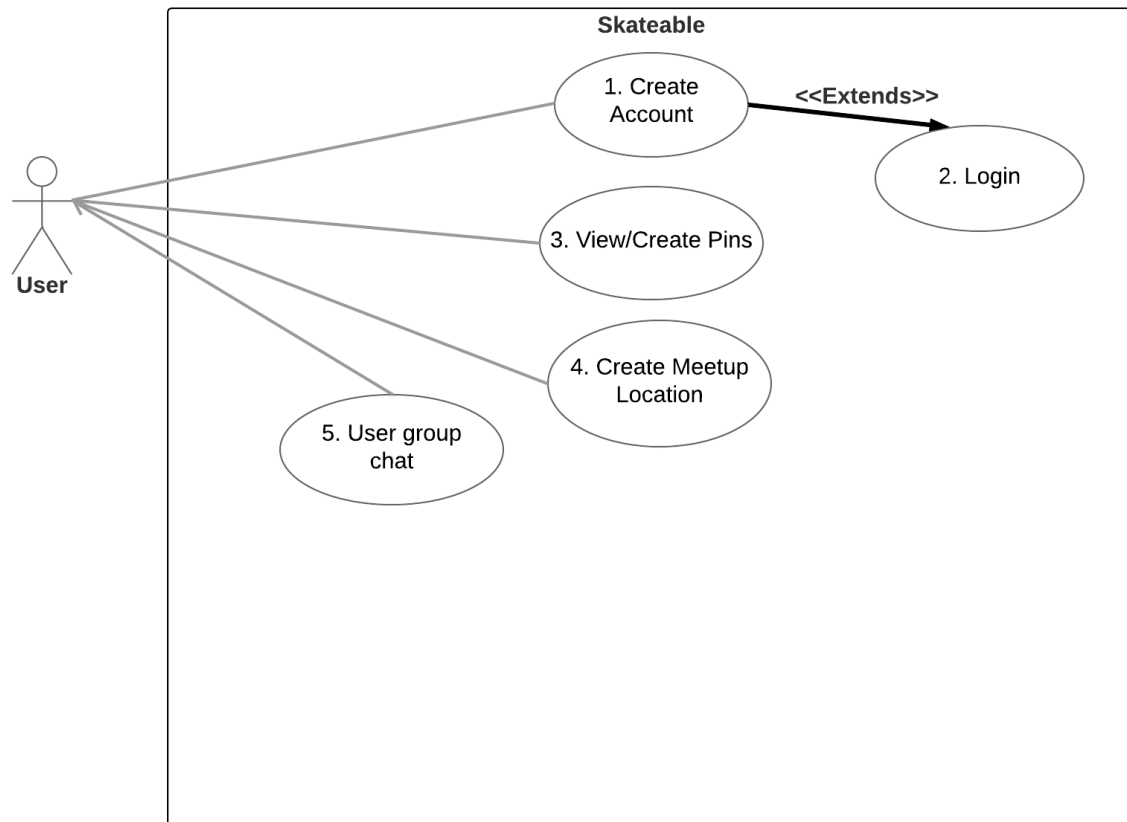 Skateable
1. Create
Account
<<Extends>>
2. Login
User
3. View/Create Pins
4. Create Meetup
Location
5. User group
chat